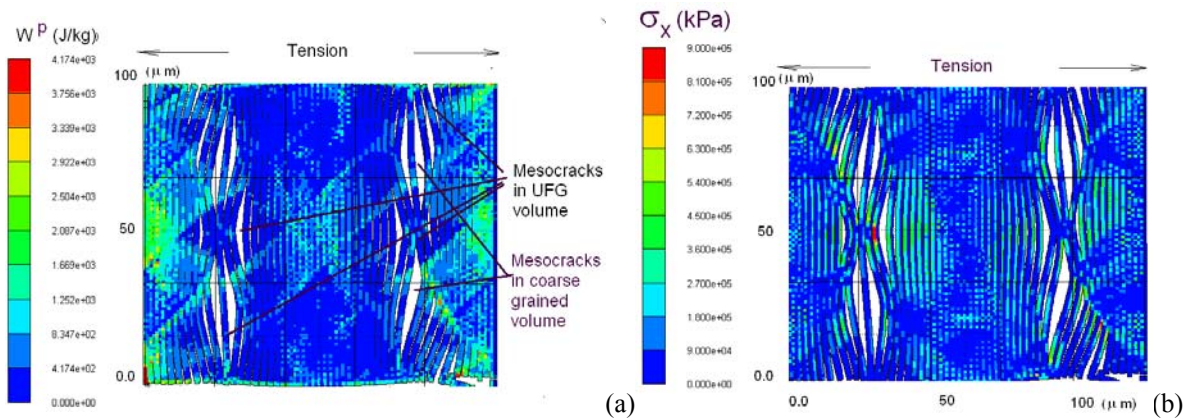 W p (J/kg)
4.174e+03
3.756e+03
3.339e+03
2.922e+03
2.504e+03
2.087e+03
1.669e+03
1.252e+03
8.347e+02
4.174e+02
0.000e+00
Tension
100 (μ m)
50
0.0
Mesocracks
in UFG
volume
Mesocracks
in coarse
grained
volume
(a)
σX (kPa)
9.000e+05
8.100e+05
7.200e+05
6.300e+05
5.400e+05
4.500e+05
3.600e+05
2.700e+05
1.800e+05
9.000e+04
0.000e+00
Tension
100 (μ m)
50
0.0
0.0 50 100 (μ m)
(b)